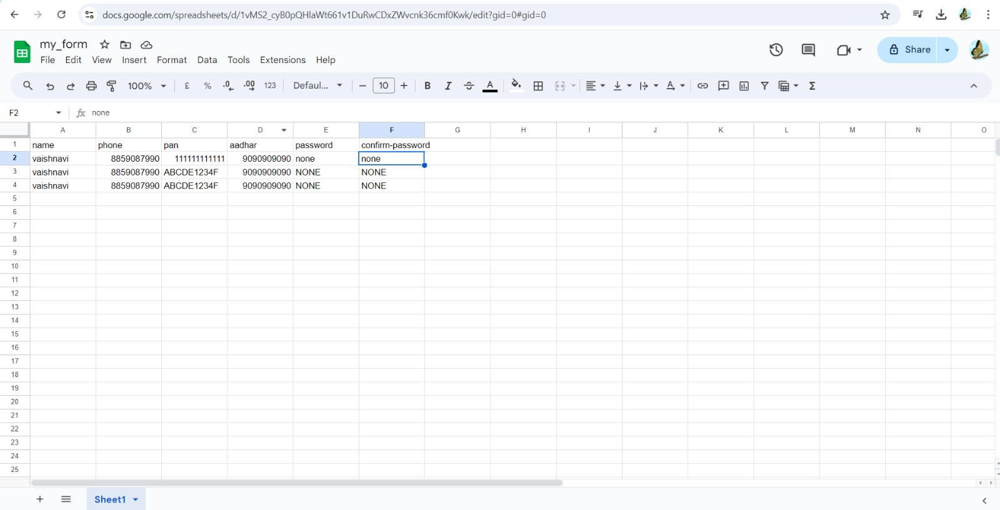 docs.google.com/spreadsheets/d/1vMS2_cyB0pQHlaWt661v1DuRwCDxZWvcnk36cmf0Kwk/edit?gid=0#gid=0
my_form
File Edit View Insert Format Data Tools Extensions Help
Share
100% £ % .0 .00 123 Defaul... 10 B I A Σ
F2 fx none
A B C D E F G H I J K L M N O
1 name phone pan aadhar password confirm-password
2 vaishnavi 8859087990 111111111111 9090909090 none none
3 vaishnavi 8859087990 ABCDE1234F 9090909090 NONE NONE
4 vaishnavi 8859087990 ABCDE1234F 9090909090 NONE NONE
5
6
7
8
9
10
11
12
13
14
15
16
17
18
19
20
21
22
23
24
25
Sheet1